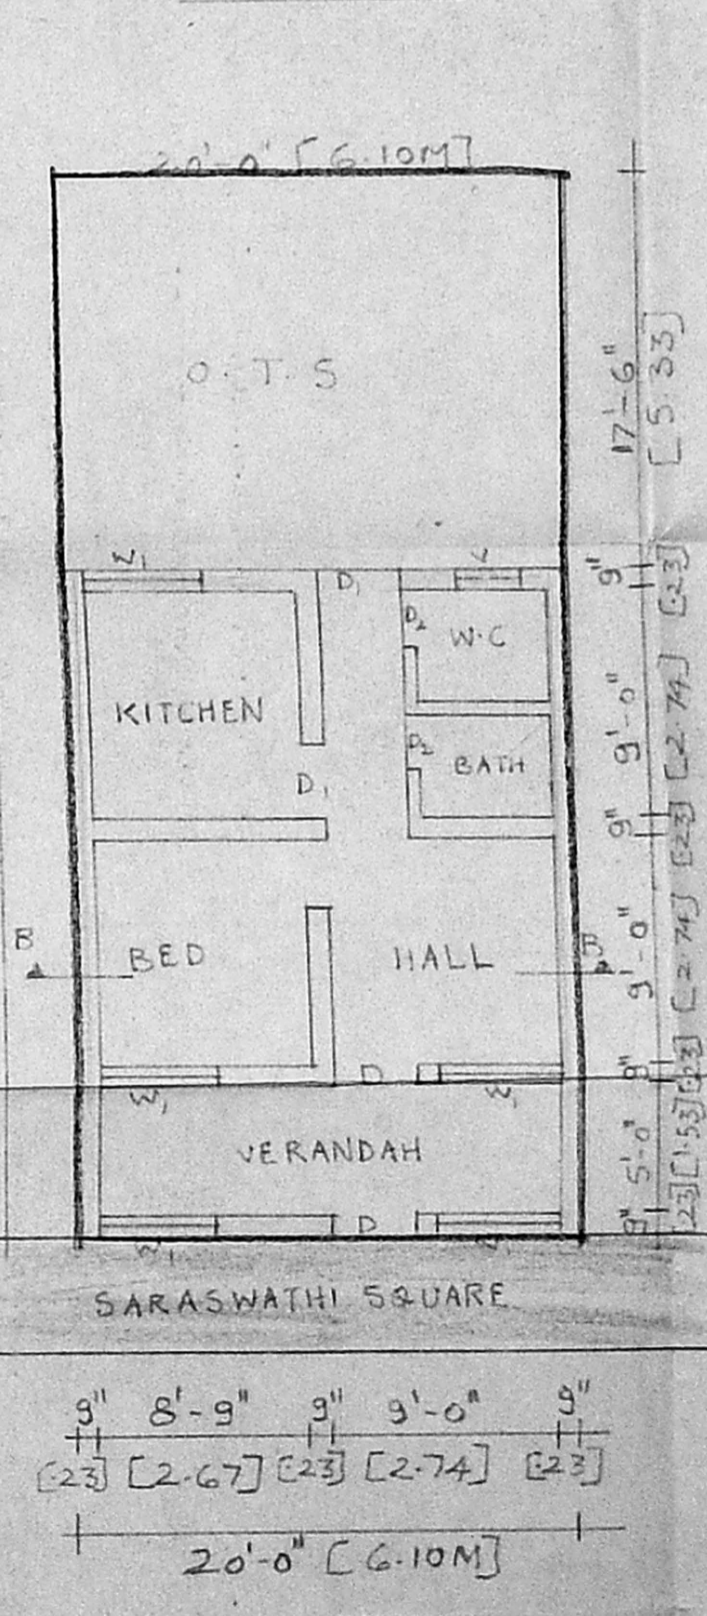 20'-0" [6.10M]
O.T.S
17'-6"
[5.33]
W1
D1
9"
[.23]
D2
W.C
KITCHEN
9'-0"
[2.74]
D2
BATH
D1
9"
[.23]
B
BED
HALL
B
9'-0"
[2.74]
D
9"
[.23]
W1
W1
VERANDAH
5'-0"
[1.53]
D
9"
[.23]
W1
SARASWATHI SQUARE
9" 8'-9" 9" 9'-0" 9"
[.23] [2.67] [.23] [2.74] [.23]
20'-0" [6.10M]